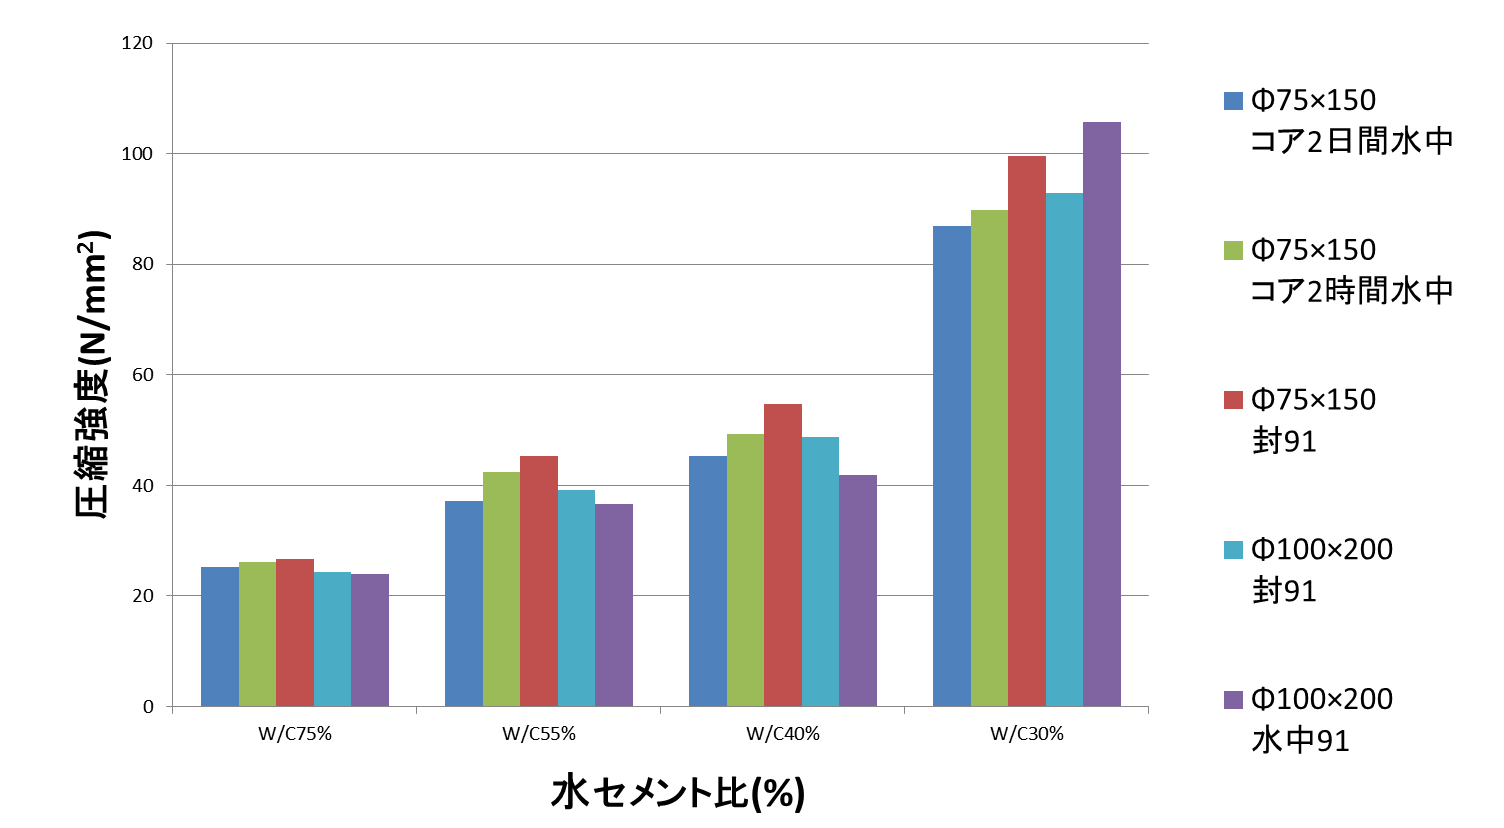 120
100
80
60
40
20
0
圧縮強度(N/mm²)
W/C75%
W/C55%
W/C40%
W/C30%
水セメント比(%)
Φ75×150
コア2日間水中
Φ75×150
コア2時間水中
Φ75×150
封91
Φ100×200
封91
Φ100×200
水中91